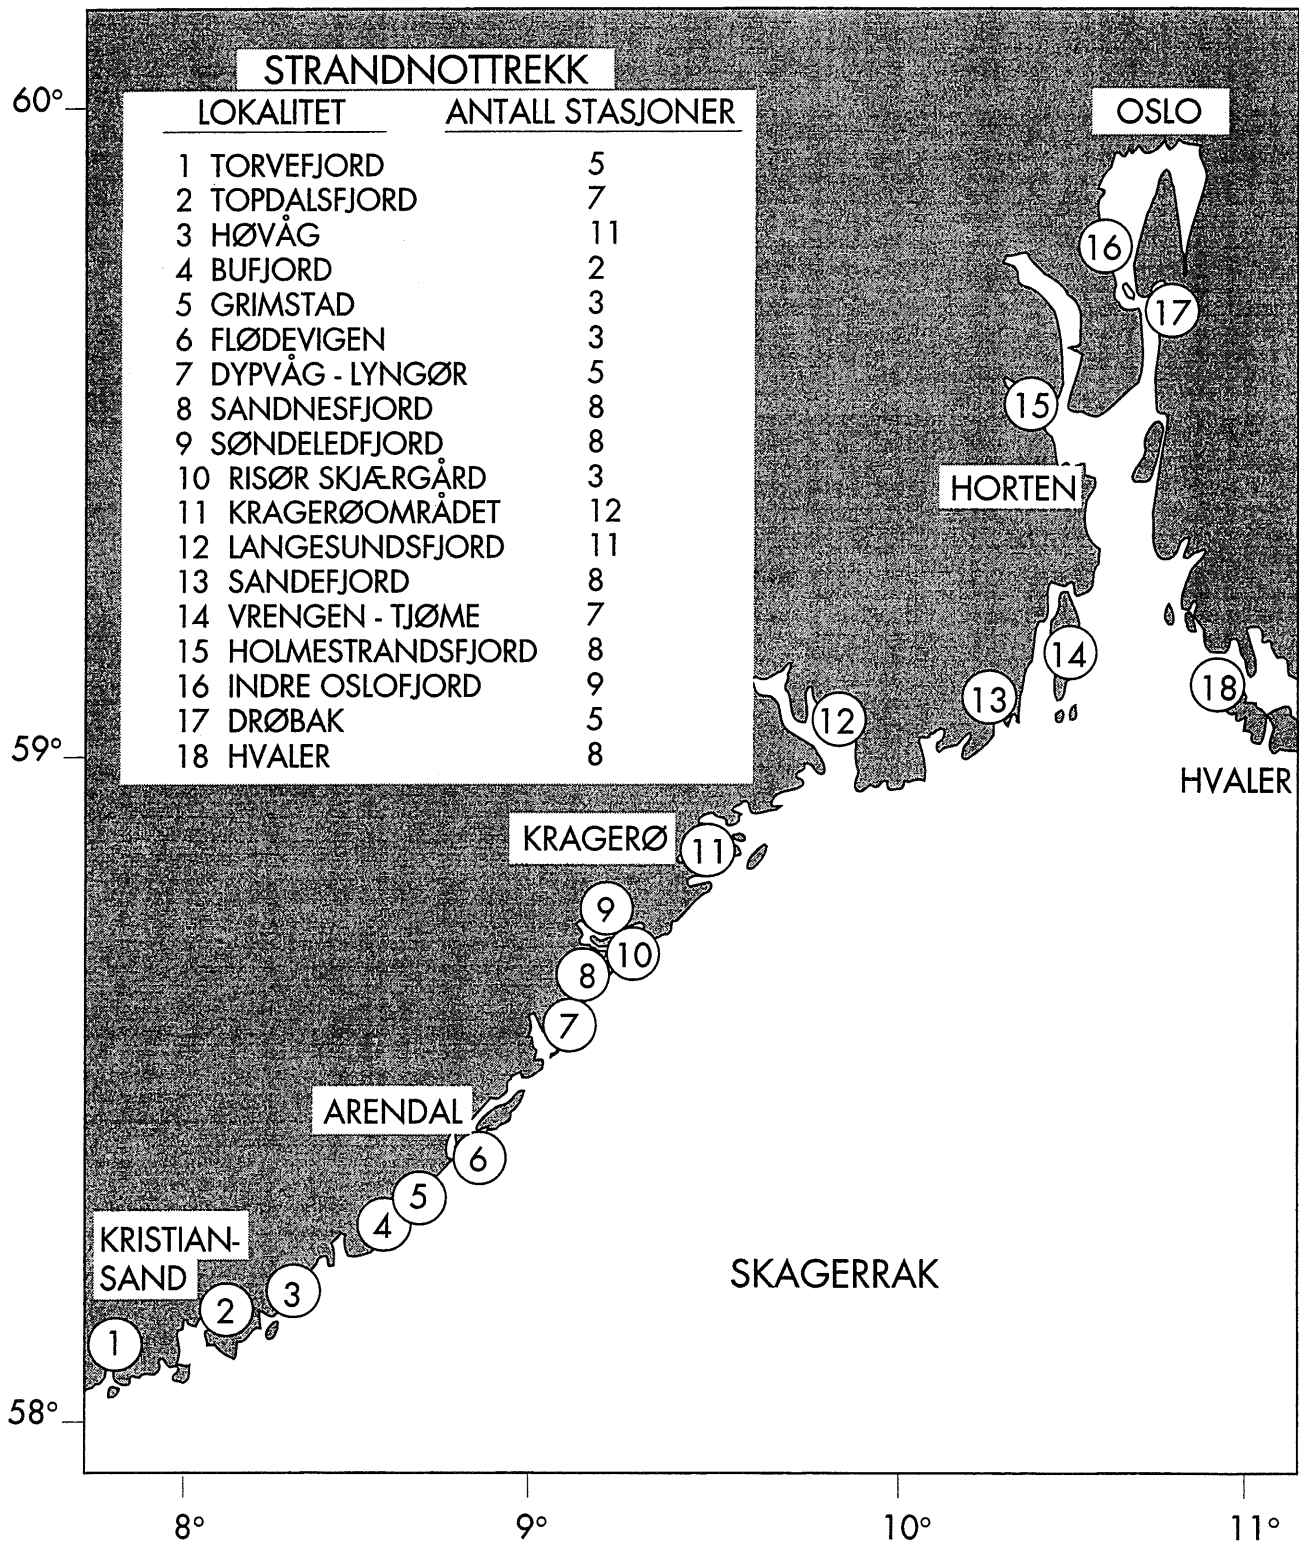 STRANDNOTTREKK
LOKALITET ANTALL STASJONER
1 TORVEFJORD 5
2 TOPDALSFJORD 7
3 HØVÅG 11
4 BUFJORD 2
5 GRIMSTAD 3
6 FLØDEVIGEN 3
7 DYPVÅG - LYNGØR 5
8 SANDNESFJORD 8
9 SØNDELEDFJORD 8
10 RISØR SKJÆRGÅRD 3
11 KRAGERØOMRÅDET 12
12 LANGESUNDSFJORD 11
13 SANDEFJORD 8
14 VRENGEN - TJØME 7
15 HOLMESTRANDSFJORD 8
16 INDRE OSLOFJORD 9
17 DRØBAK 5
18 HVALER 8
60°
OSLO
16
17
15
HORTEN
14
18
13
12
59°
HVALER
KRAGERØ
11
9
10
8
7
ARENDAL
6
5
4
KRISTIAN-
SAND
SKAGERRAK
3
2
1
58°
8° 9° 10° 11°